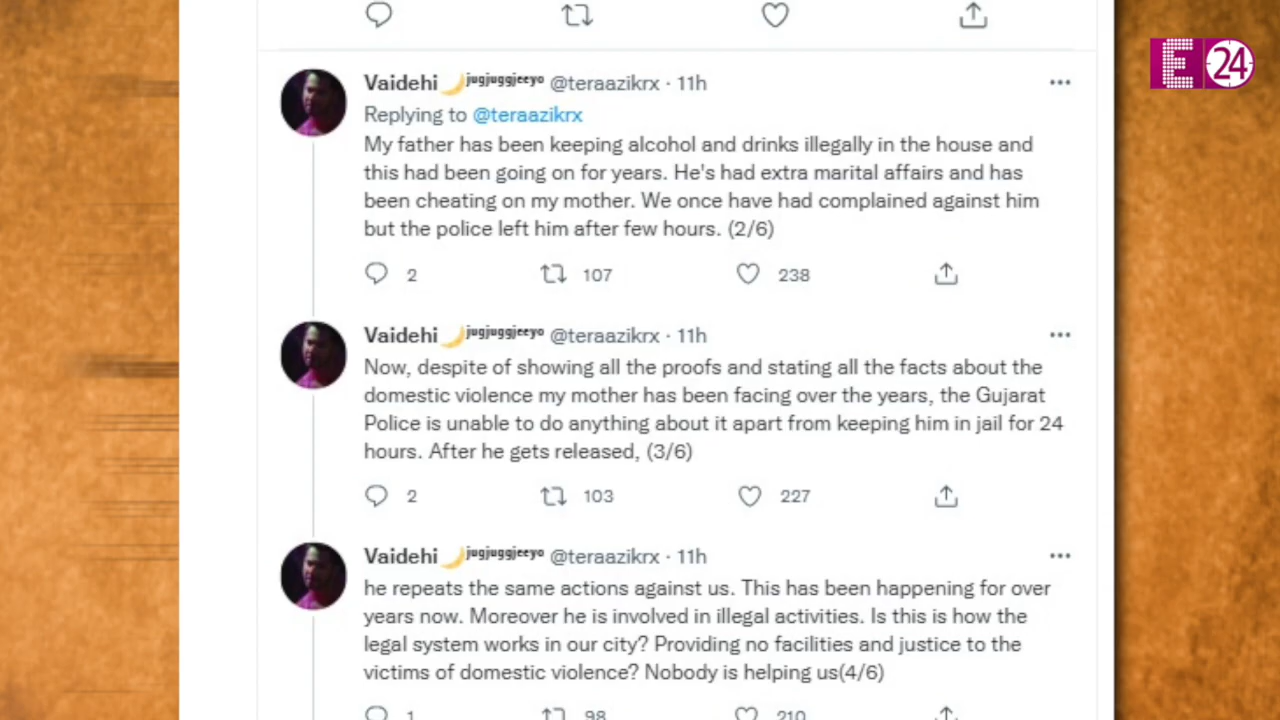 E 24
Vaidehi 🌙jugjuggjeeyo @teraazikrx · 11h
Replying to @teraazikrx
My father has been keeping alcohol and drinks illegally in the house and
this had been going on for years. He's had extra marital affairs and has
been cheating on my mother. We once have had complained against him
but the police left him after few hours. (2/6)
2 107 238
Vaidehi 🌙jugjuggjeeyo @teraazikrx · 11h
Now, despite of showing all the proofs and stating all the facts about the
domestic violence my mother has been facing over the years, the Gujarat
Police is unable to do anything about it apart from keeping him in jail for 24
hours. After he gets released, (3/6)
2 103 227
Vaidehi 🌙jugjuggjeeyo @teraazikrx · 11h
he repeats the same actions against us. This has been happening for over
years now. Moreover he is involved in illegal activities. Is this is how the
legal system works in our city? Providing no facilities and justice to the
victims of domestic violence? Nobody is helping us(4/6)
1 98 210